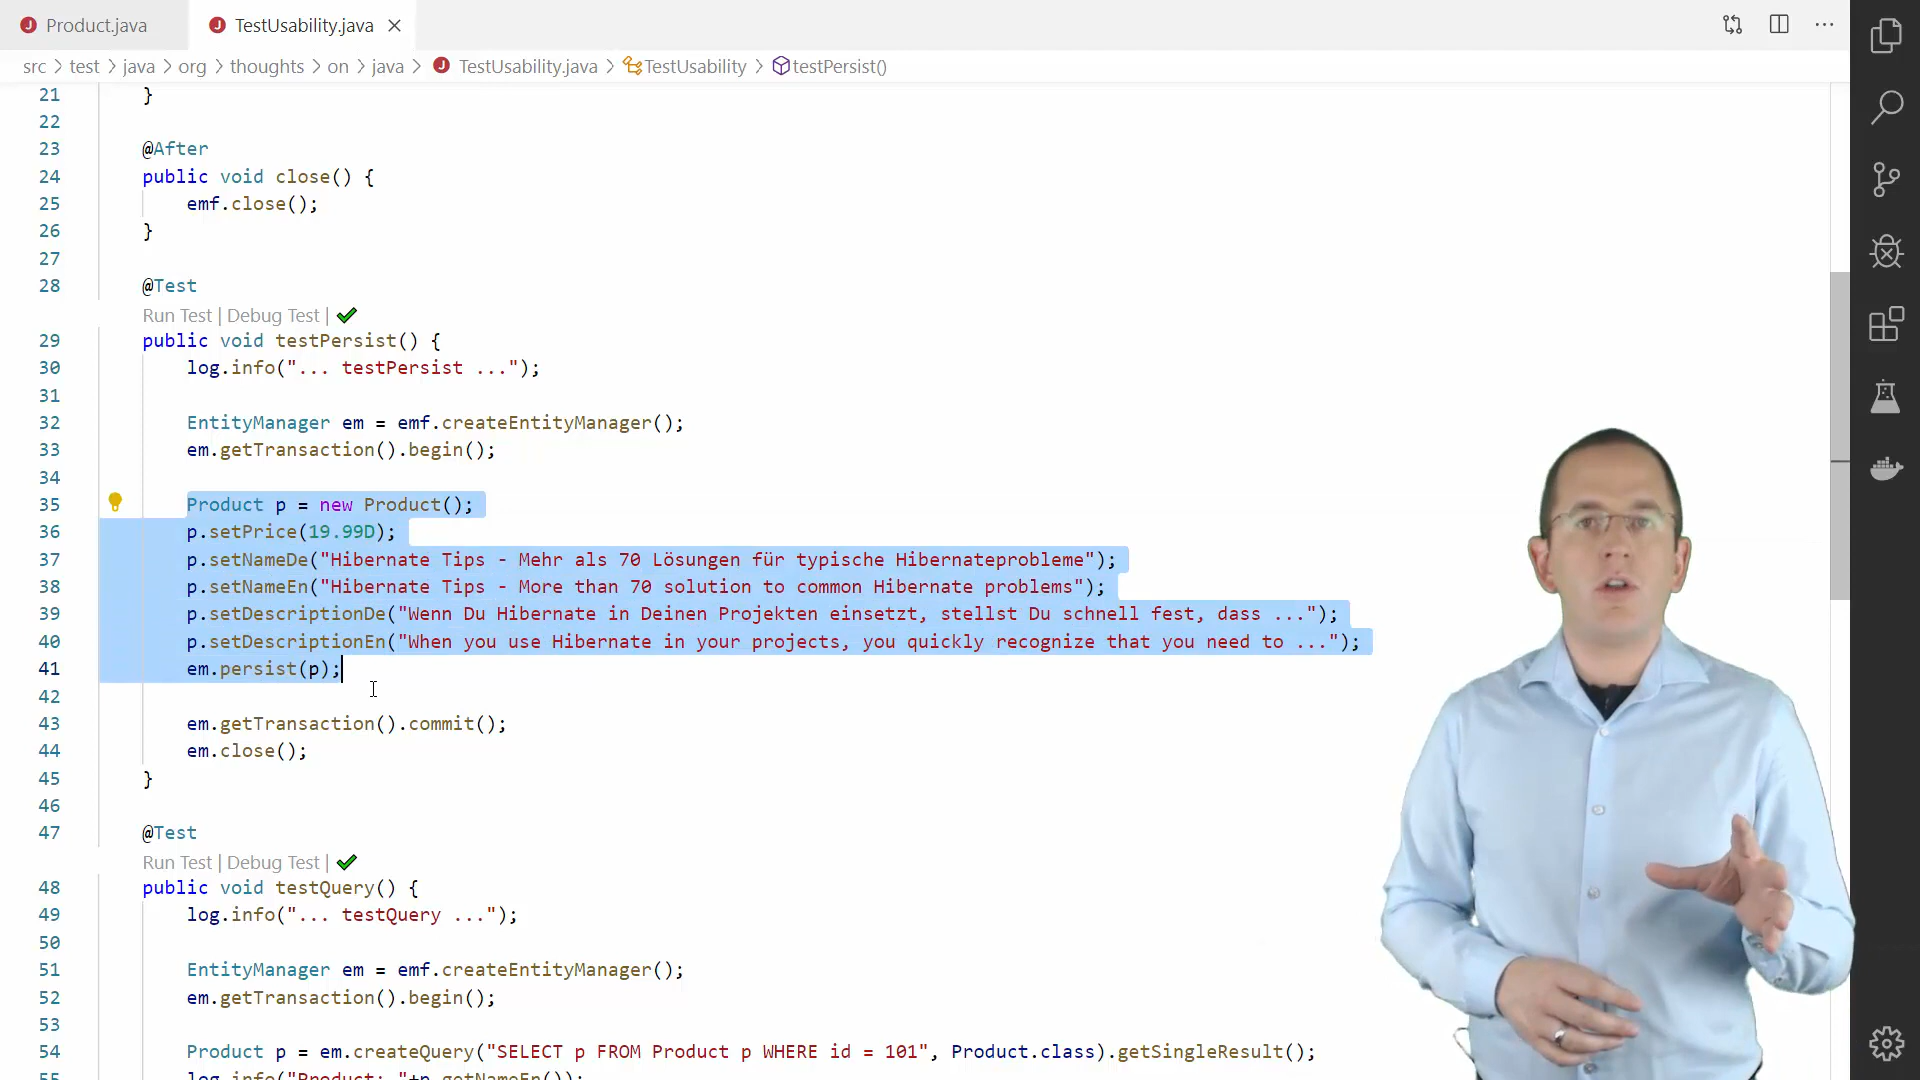 Product.java
TestUsability.java
src > test > java > org > thoughts > on > java > TestUsability.java > TestUsability > testPersist()
21 }
22
23 @After
24 public void close() {
25 emf.close();
26 }
27
28 @Test
Run Test | Debug Test |
29 public void testPersist() {
30 log.info("... testPersist ...");
31
32 EntityManager em = emf.createEntityManager();
33 em.getTransaction().begin();
34
35 Product p = new Product();
36 p.setPrice(19.99D);
37 p.setNameDe("Hibernate Tips - Mehr als 70 Lösungen für typische Hibernateprobleme");
38 p.setNameEn("Hibernate Tips - More than 70 solution to common Hibernate problems");
39 p.setDescriptionDe("Wenn Du Hibernate in Deinen Projekten einsetzt, stellst Du schnell fest, dass ...");
40 p.setDescriptionEn("When you use Hibernate in your projects, you quickly recognize that you need to ...");
41 em.persist(p);
42
43 em.getTransaction().commit();
44 em.close();
45 }
46
47 @Test
Run Test | Debug Test |
48 public void testQuery() {
49 log.info("... testQuery ...");
50
51 EntityManager em = emf.createEntityManager();
52 em.getTransaction().begin();
53
54 Product p = em.createQuery("SELECT p FROM Product p WHERE id = 101", Product.class).getSingleResult();
55 log.info("Product: "+p.getNameEn());